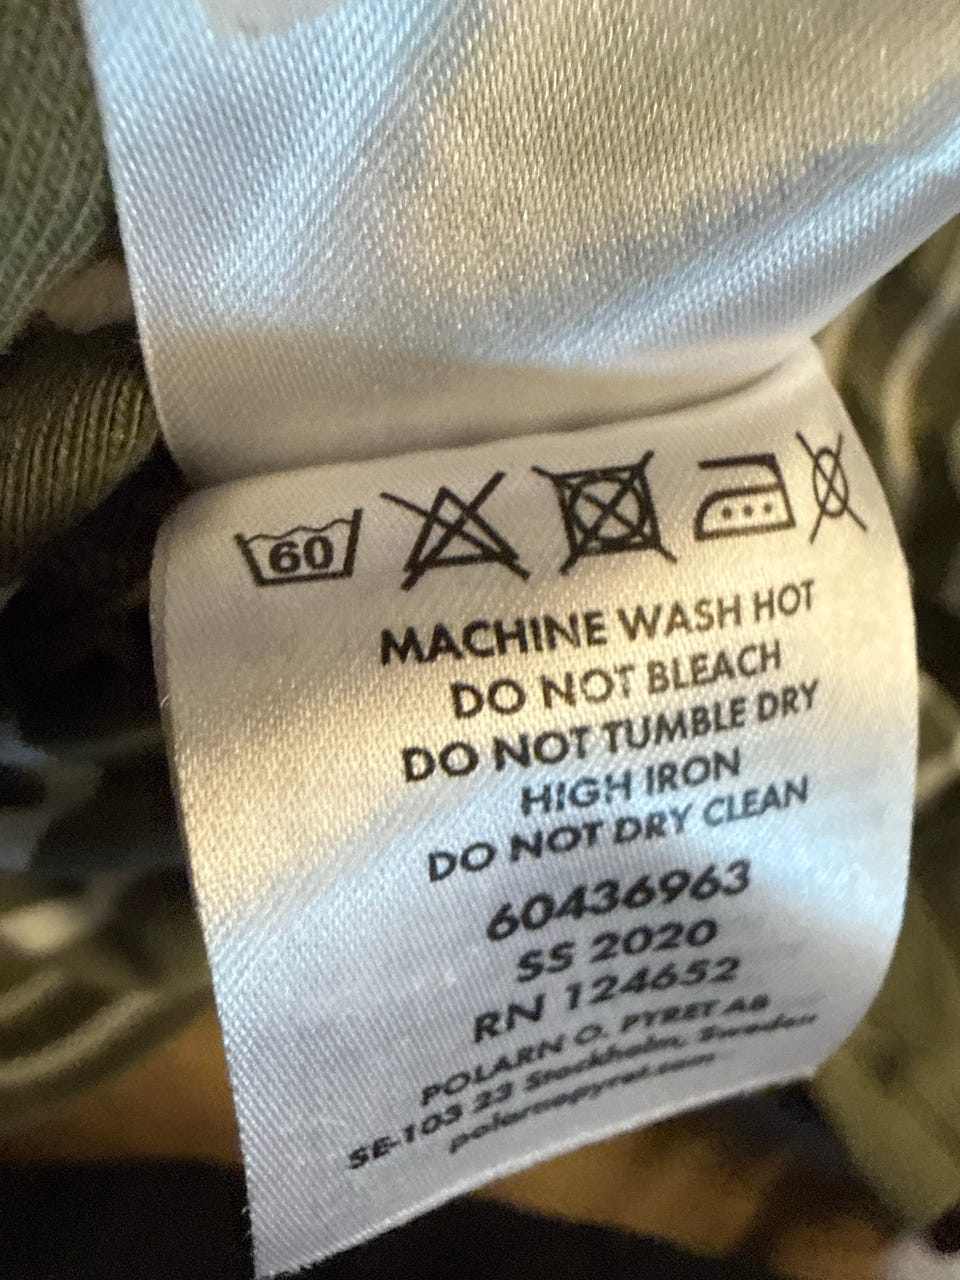 60
MACHINE WASH HOT
DO NOT BLEACH
DO NOT TUMBLE DRY
HIGH IRON
DO NOT DRY CLEAN
60436963
SS 2020
RN 124652
POLARN O. PYRET AB
SE-103 23 Stockholm, Sweden
polarnopyret.com